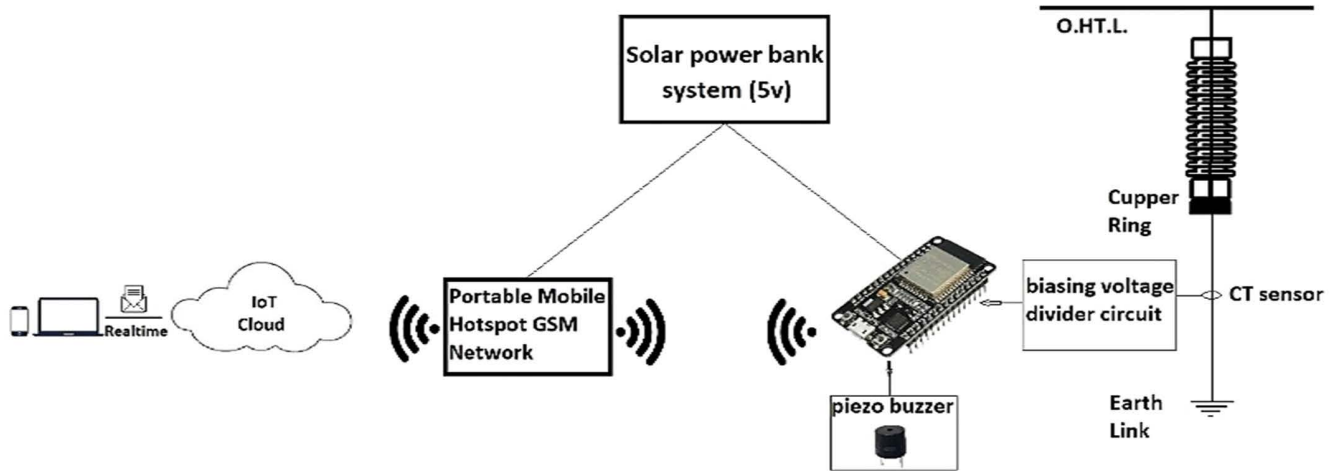 O.HT.L.
Solar power bank
system (5v)
Cupper
Ring
Portable Mobile
Hotspot GSM
Network
IoT
Cloud
Realtime
biasing voltage
divider circuit
CT sensor
piezo buzzer
Earth
Link